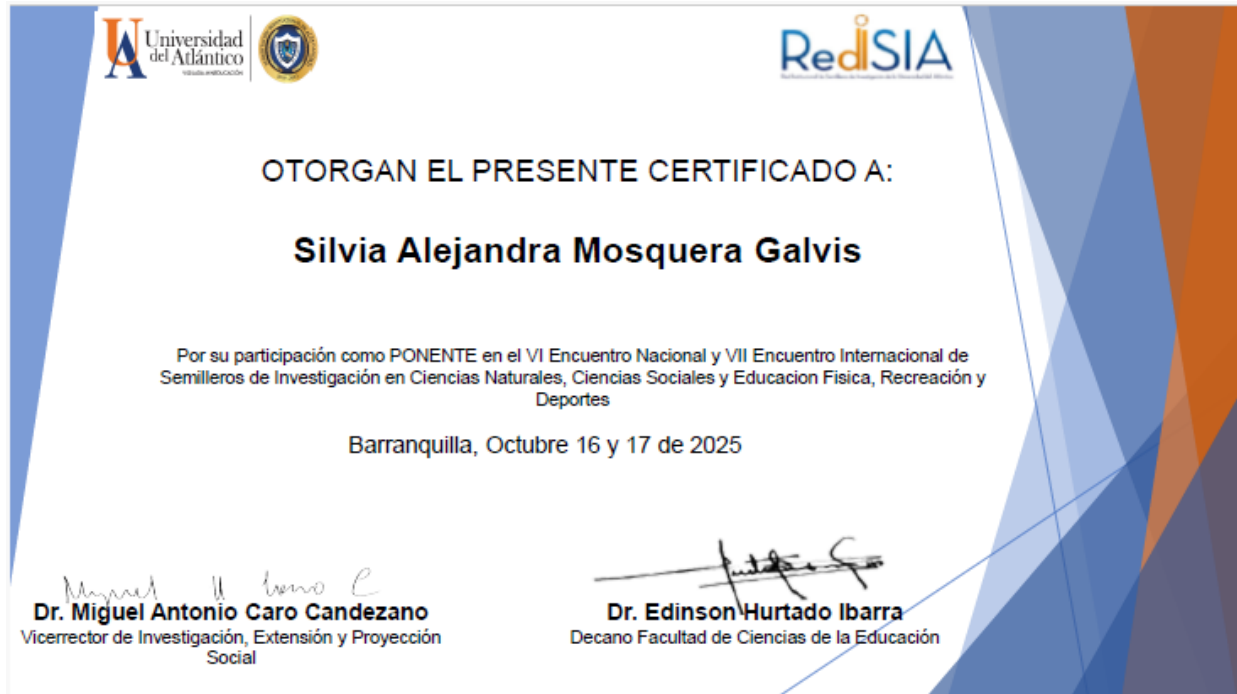 Universidad
del Atlántico
VIGILADA MINEDUCACIÓN
RedISIA
OTORGAN EL PRESENTE CERTIFICADO A:
Silvia Alejandra Mosquera Galvis
Por su participación como PONENTE en el VI Encuentro Nacional y VII Encuentro Internacional de
Semilleros de Investigación en Ciencias Naturales, Ciencias Sociales y Educacion Fisica, Recreación y
Deportes
Barranquilla, Octubre 16 y 17 de 2025
Dr. Miguel Antonio Caro Candezano
Vicerrector de Investigación, Extensión y Proyección
Social
Dr. Edinson Hurtado Ibarra
Decano Facultad de Ciencias de la Educación